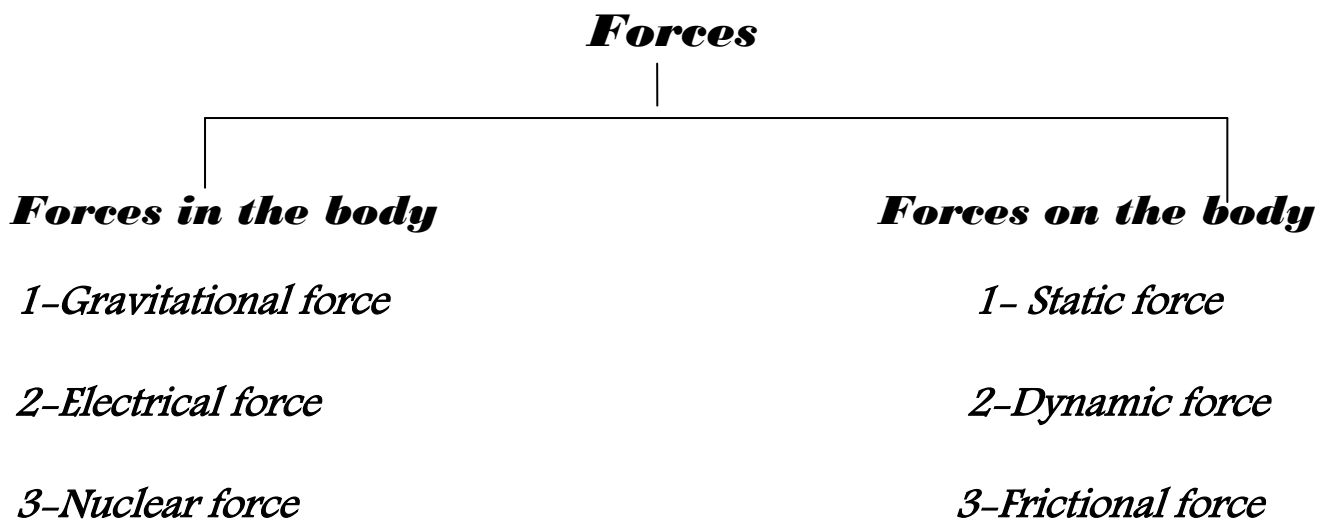 Forces
Forces in the body
1-Gravitational force
2-Electrical force
3-Nuclear force
Forces on the body
1- Static force
2-Dynamic force
3-Frictional force